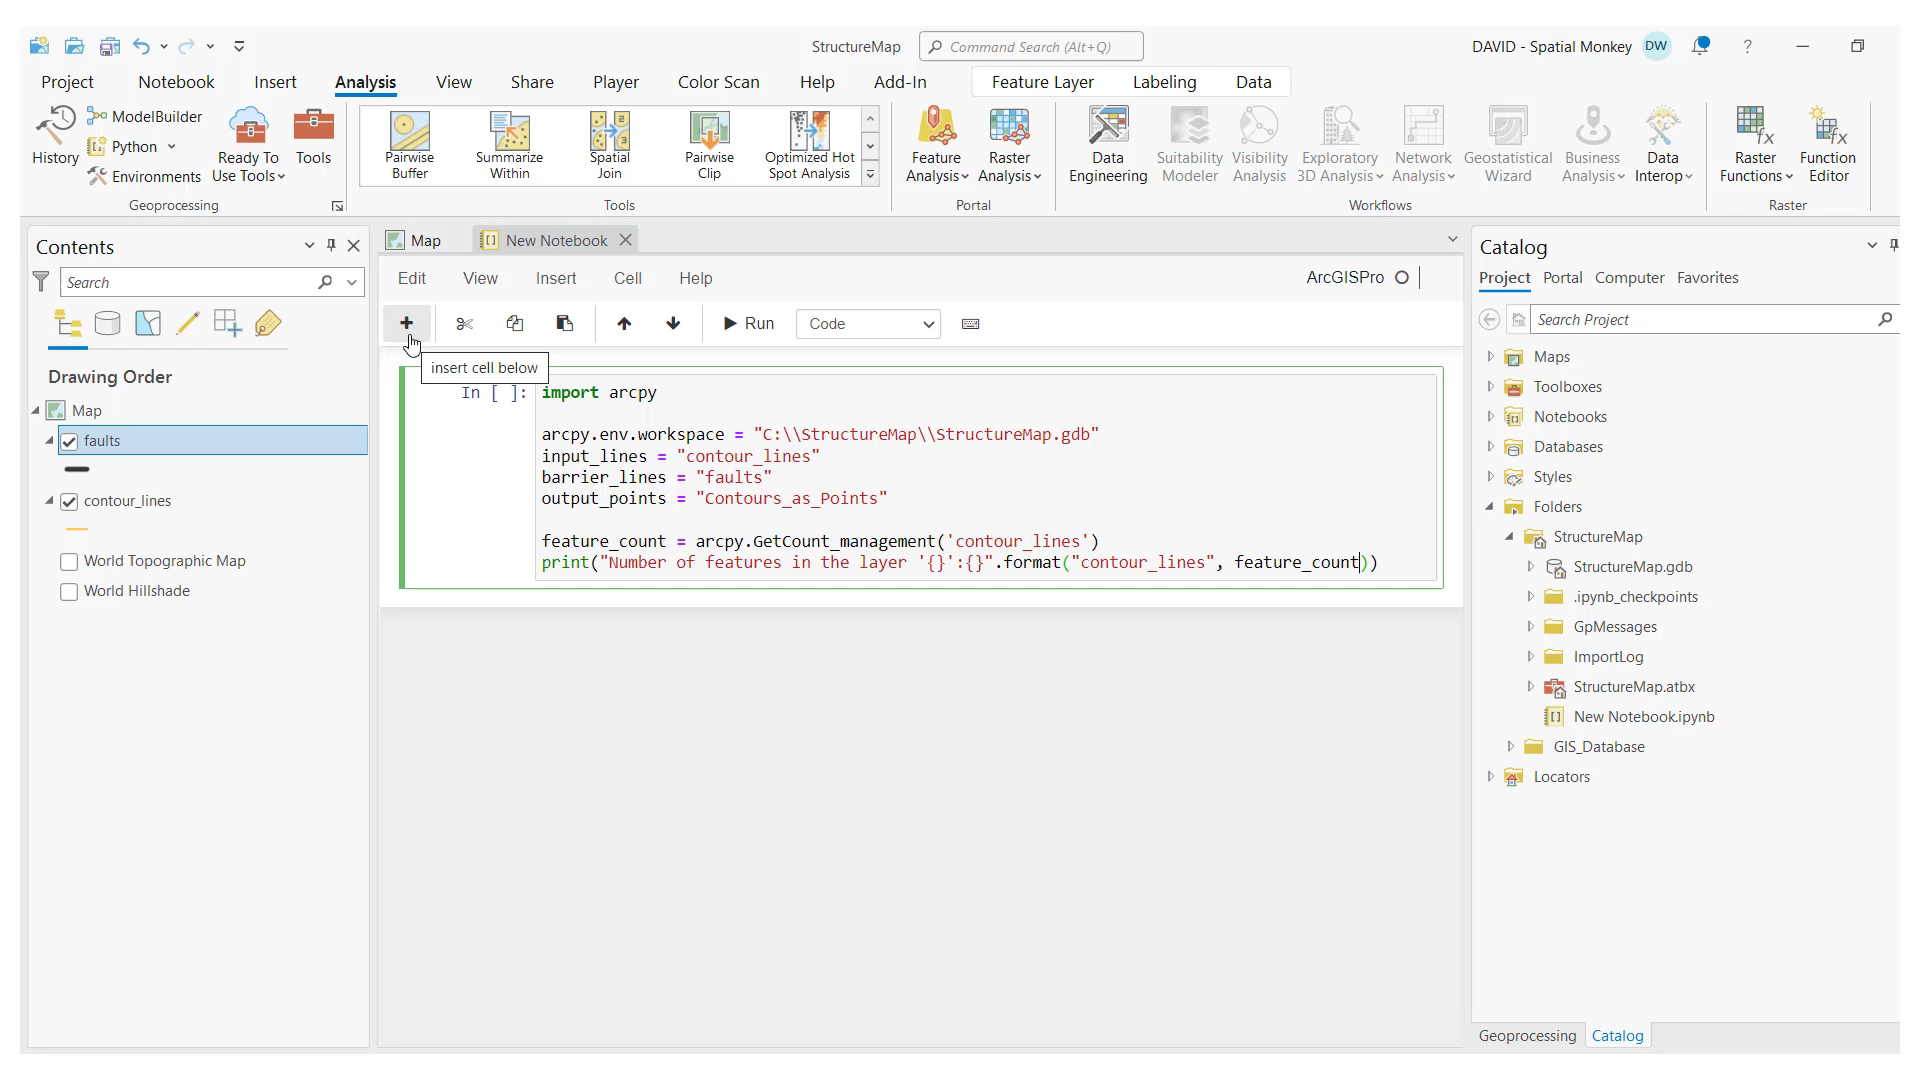 StructureMap
Command Search (Alt+Q)
DAVID - Spatial Monkey
DW
?
Project
Notebook
Insert
Analysis
View
Share
Player
Color Scan
Help
Add-In
Feature Layer
Labeling
Data
History
ModelBuilder
Python
Environments
Ready To
Use Tools
Tools
Geoprocessing
Pairwise
Buffer
Summarize
Within
Spatial
Join
Pairwise
Clip
Optimized Hot
Spot Analysis
Tools
Feature
Analysis
Raster
Analysis
Portal
Data
Engineering
Suitability
Modeler
Visibility
Analysis
Exploratory
3D Analysis
Network
Analysis
Geostatistical
Wizard
Business
Analysis
Data
Interop
Workflows
Raster
Functions
Function
Editor
Raster
Contents
Search
Drawing Order
Map
faults
contour_lines
World Topographic Map
World Hillshade
Map
New Notebook
Edit
View
Insert
Cell
Help
ArcGISPro
Run
Code
insert cell below
In [ ]:
import arcpy
arcpy.env.workspace = "C:\\StructureMap\\StructureMap.gdb"
input_lines = "contour_lines"
barrier_lines = "faults"
output_points = "Contours_as_Points"
feature_count = arcpy.GetCount_management('contour_lines')
print("Number of features in the layer '{}':{}".format("contour_lines", feature_count))
Catalog
Project
Portal
Computer
Favorites
Search Project
Maps
Toolboxes
Notebooks
Databases
Styles
Folders
StructureMap
StructureMap.gdb
.ipynb_checkpoints
GpMessages
ImportLog
StructureMap.atbx
New Notebook.ipynb
GIS_Database
Locators
Geoprocessing
Catalog